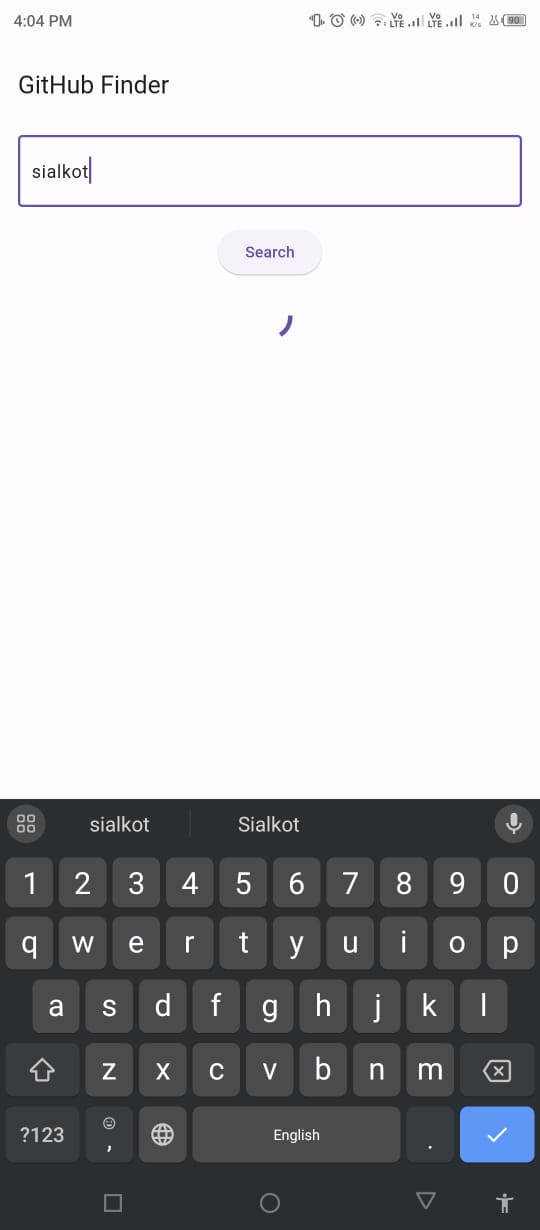 4:04 PM
Vo LTE Vo LTE 14 K/s 90
GitHub Finder
sialkot
Search
sialkot Sialkot
1 2 3 4 5 6 7 8 9 0
q w e r t y u i o p
a s d f g h j k l
z x c v b n m
?123 , English .